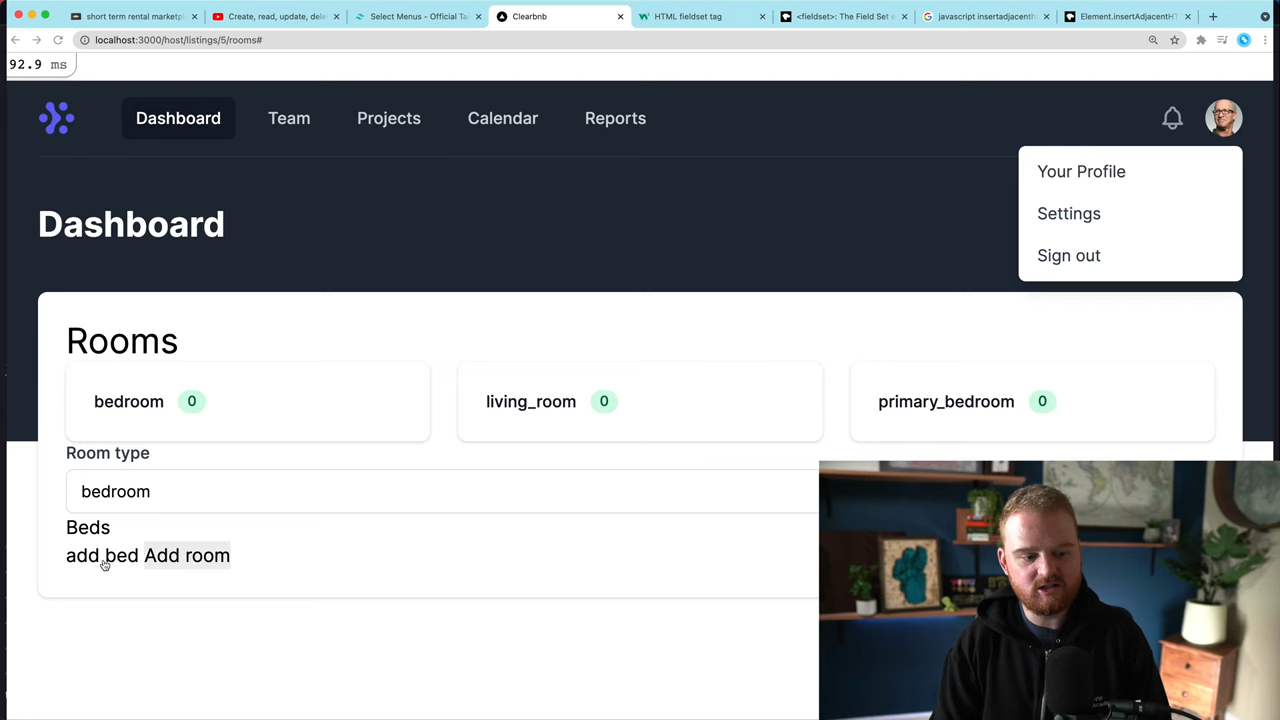 short term rental marketpl
Create, read, update, dele
Select Menus - Official Ta
Clearbnb
HTML fieldset tag
<fieldset>: The Field Set e
javascript insertadjacenth
Element.insertAdjacentHT
localhost:3000/host/listings/5/rooms#
92.9 ms
Dashboard
Team
Projects
Calendar
Reports
Your Profile
Settings
Sign out
Dashboard
Rooms
bedroom 0
living_room 0
primary_bedroom 0
Room type
bedroom
Beds
add bed Add room